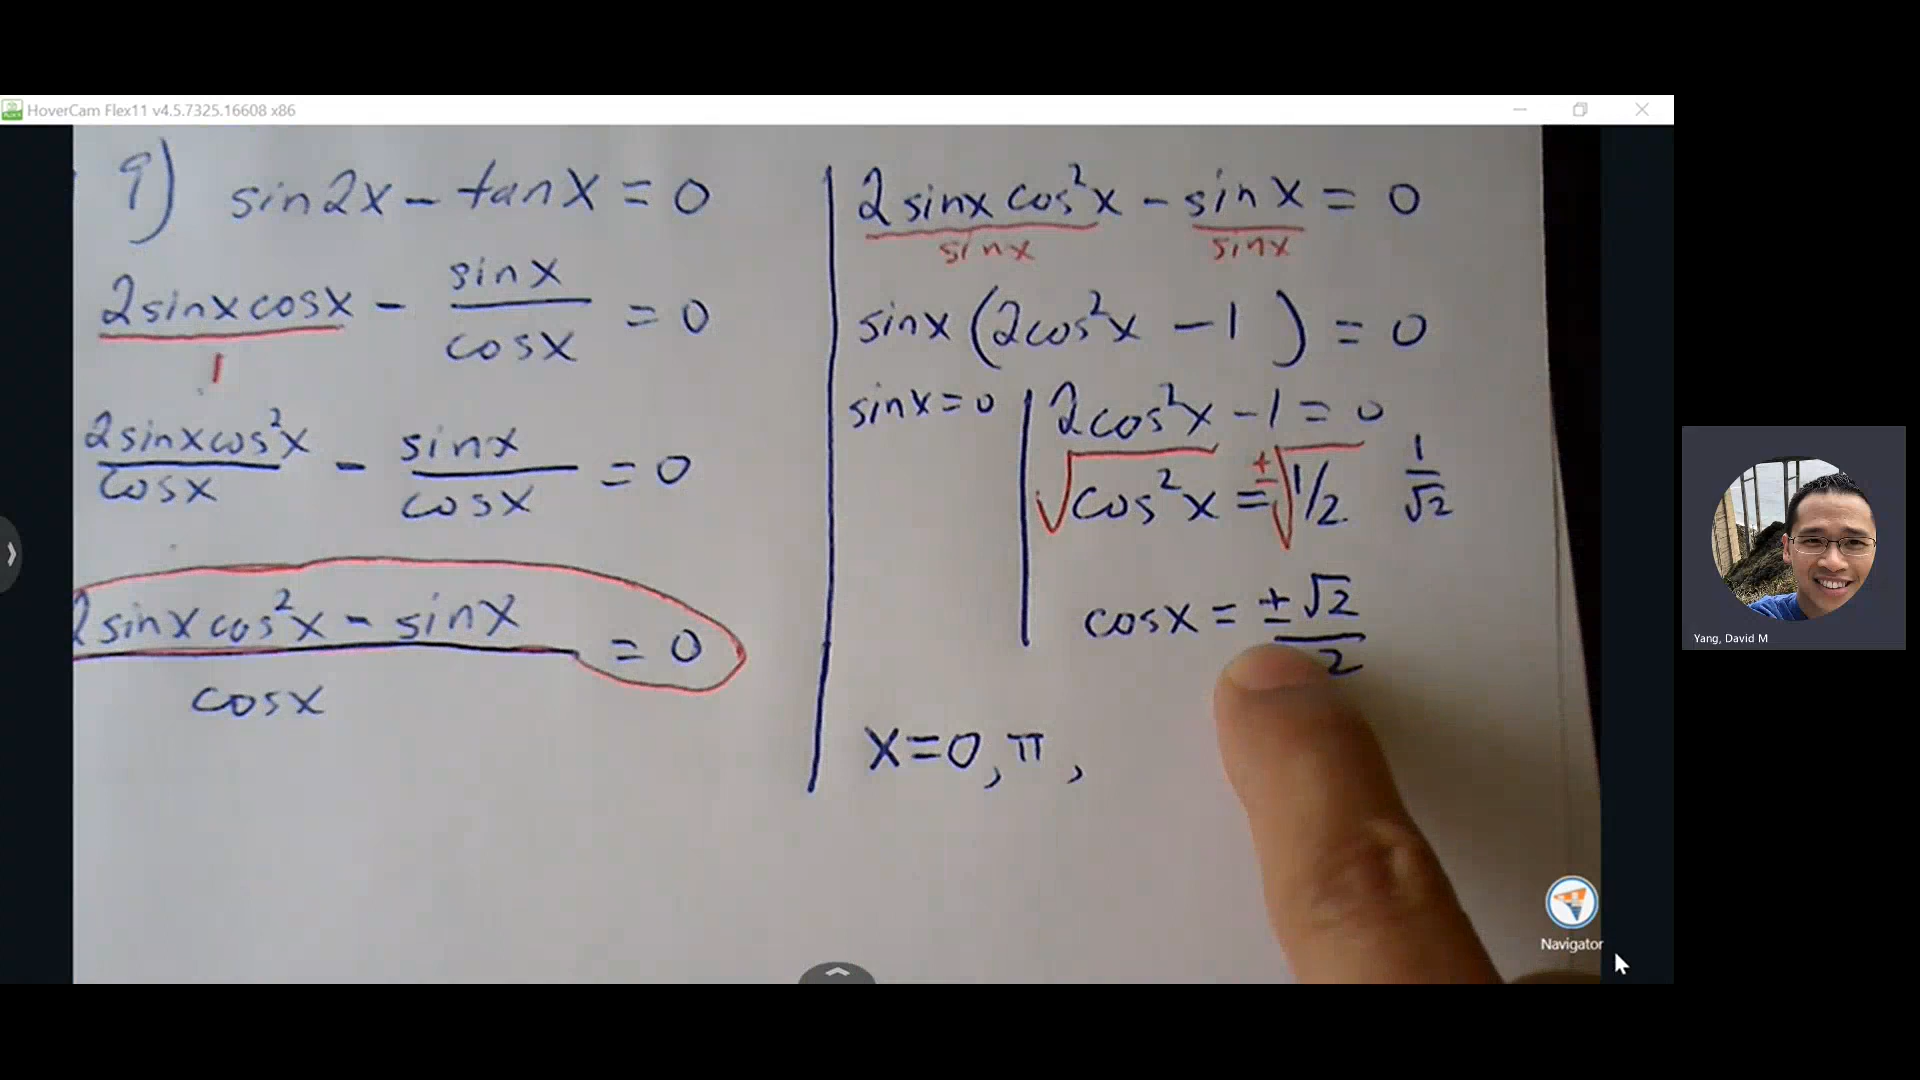 HoverCam Flex11 v4.5.7325.16608 x86
9) sin2x - tanx = 0
2sinxcosx/1 - sinx/cosx = 0
2sinxcos²x/cosx - sinx/cosx = 0
2sinxcos²x - sinx/cosx = 0
2sinxcos²x/sinx - sinx/sinx = 0
sinx(2cos²x - 1) = 0
sinx=0
2cos²x - 1 = 0
√cos²x = ±√1/2
1/√2
cosx = ±√2/2
x=0, π,
Navigator
Yang, David M